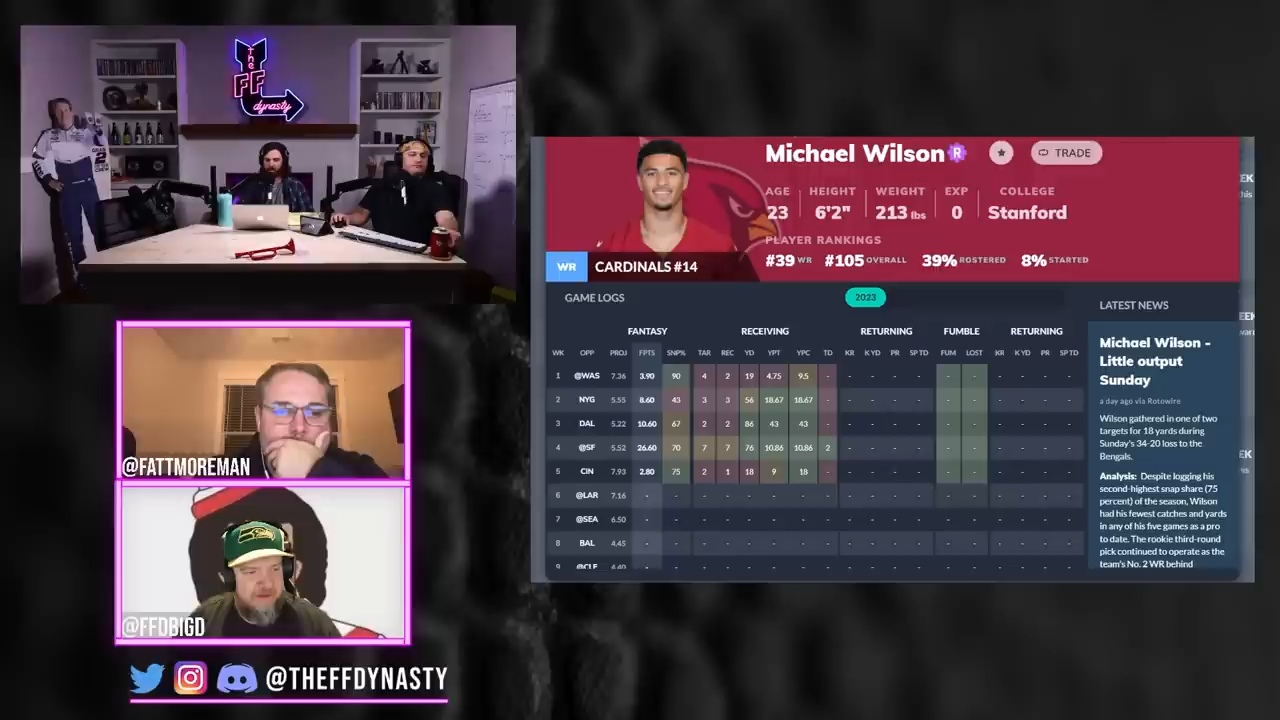 The
FF
dynasty
Michael Wilson R
TRADE
AGE HEIGHT WEIGHT EXP COLLEGE
23 6'2" 213 lbs 0 Stanford
PLAYER RANKINGS
#39 WR #105 OVERALL 39% ROSTERED 8% STARTED
WR CARDINALS #14
GAME LOGS
2023
FANTASY RECEIVING RETURNING FUMBLE RETURNING
WK OPP PROJ FPTS SNP% TAR REC YD YPT YPC TD KR K YD PR SP TD FUM LOST KR K YD PR SP TD
1 @WAS 7.36 3.90 90 4 2 19 4.75 9.5 - - - - - - - - - - -
2 NYG 5.55 8.60 43 3 3 56 18.67 18.67 - - - - - - - - - - -
3 DAL 5.22 10.60 67 2 2 86 43 43 - - - - - - - - - - -
4 @SF 5.52 26.60 70 7 7 76 10.86 10.86 2 - - - - - - - - - -
5 CIN 7.93 2.80 75 2 1 18 9 18 - - - - - - - - - - -
6 @LAR 7.16 - - - - - - - - - - - - - - - - - -
7 @SEA 6.50 - - - - - - - - - - - - - - - - - -
8 BAL 4.45 - - - - - - - - - - - - - - - - - -
9 @CLE 4.40
LATEST NEWS
Michael Wilson -
Little output
Sunday
a day ago via Rotowire
Wilson gathered in one of two
targets for 18 yards during
Sunday's 34-20 loss to the
Bengals.
Analysis: Despite logging his
second-highest snap share (75
percent) of the season, Wilson
had his fewest catches and yards
in any of his five games as a pro
to date. The rookie third-round
pick continued to operate as the
team's No. 2 WR behind
@FATTMOREMAN
@FFDBIGD
@THEFFDYNASTY